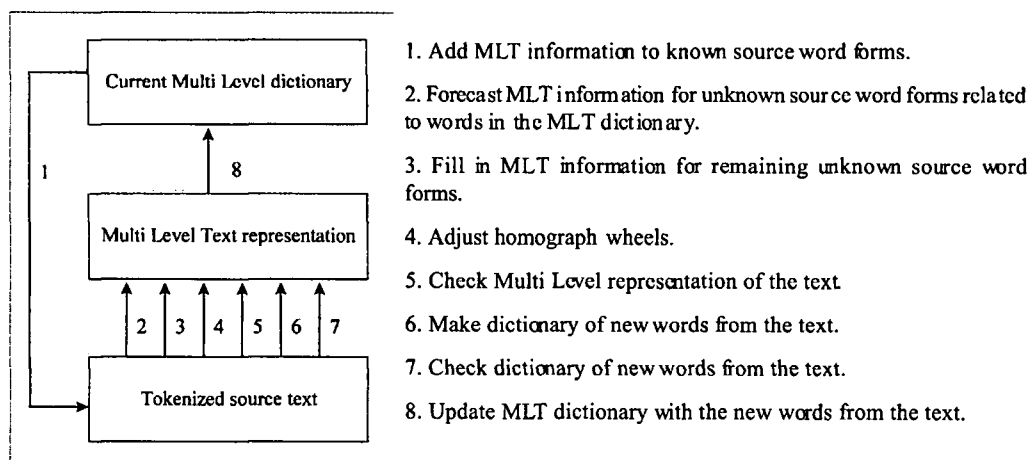 Current Multi Level dictionary
1
8
Multi Level Text representation
2 3 4 5 6 7
Tokenized source text
1. Add MLT information to known source word forms.
2. Forecast MLT information for unknown source word forms related
to words in the MLT dictionary.
3. Fill in MLT information for remaining unknown source word
forms.
4. Adjust homograph wheels.
5. Check Multi Level representation of the text
6. Make dictionary of new words from the text.
7. Check dictionary of new words from the text.
8. Update MLT dictionary with the new words from the text.